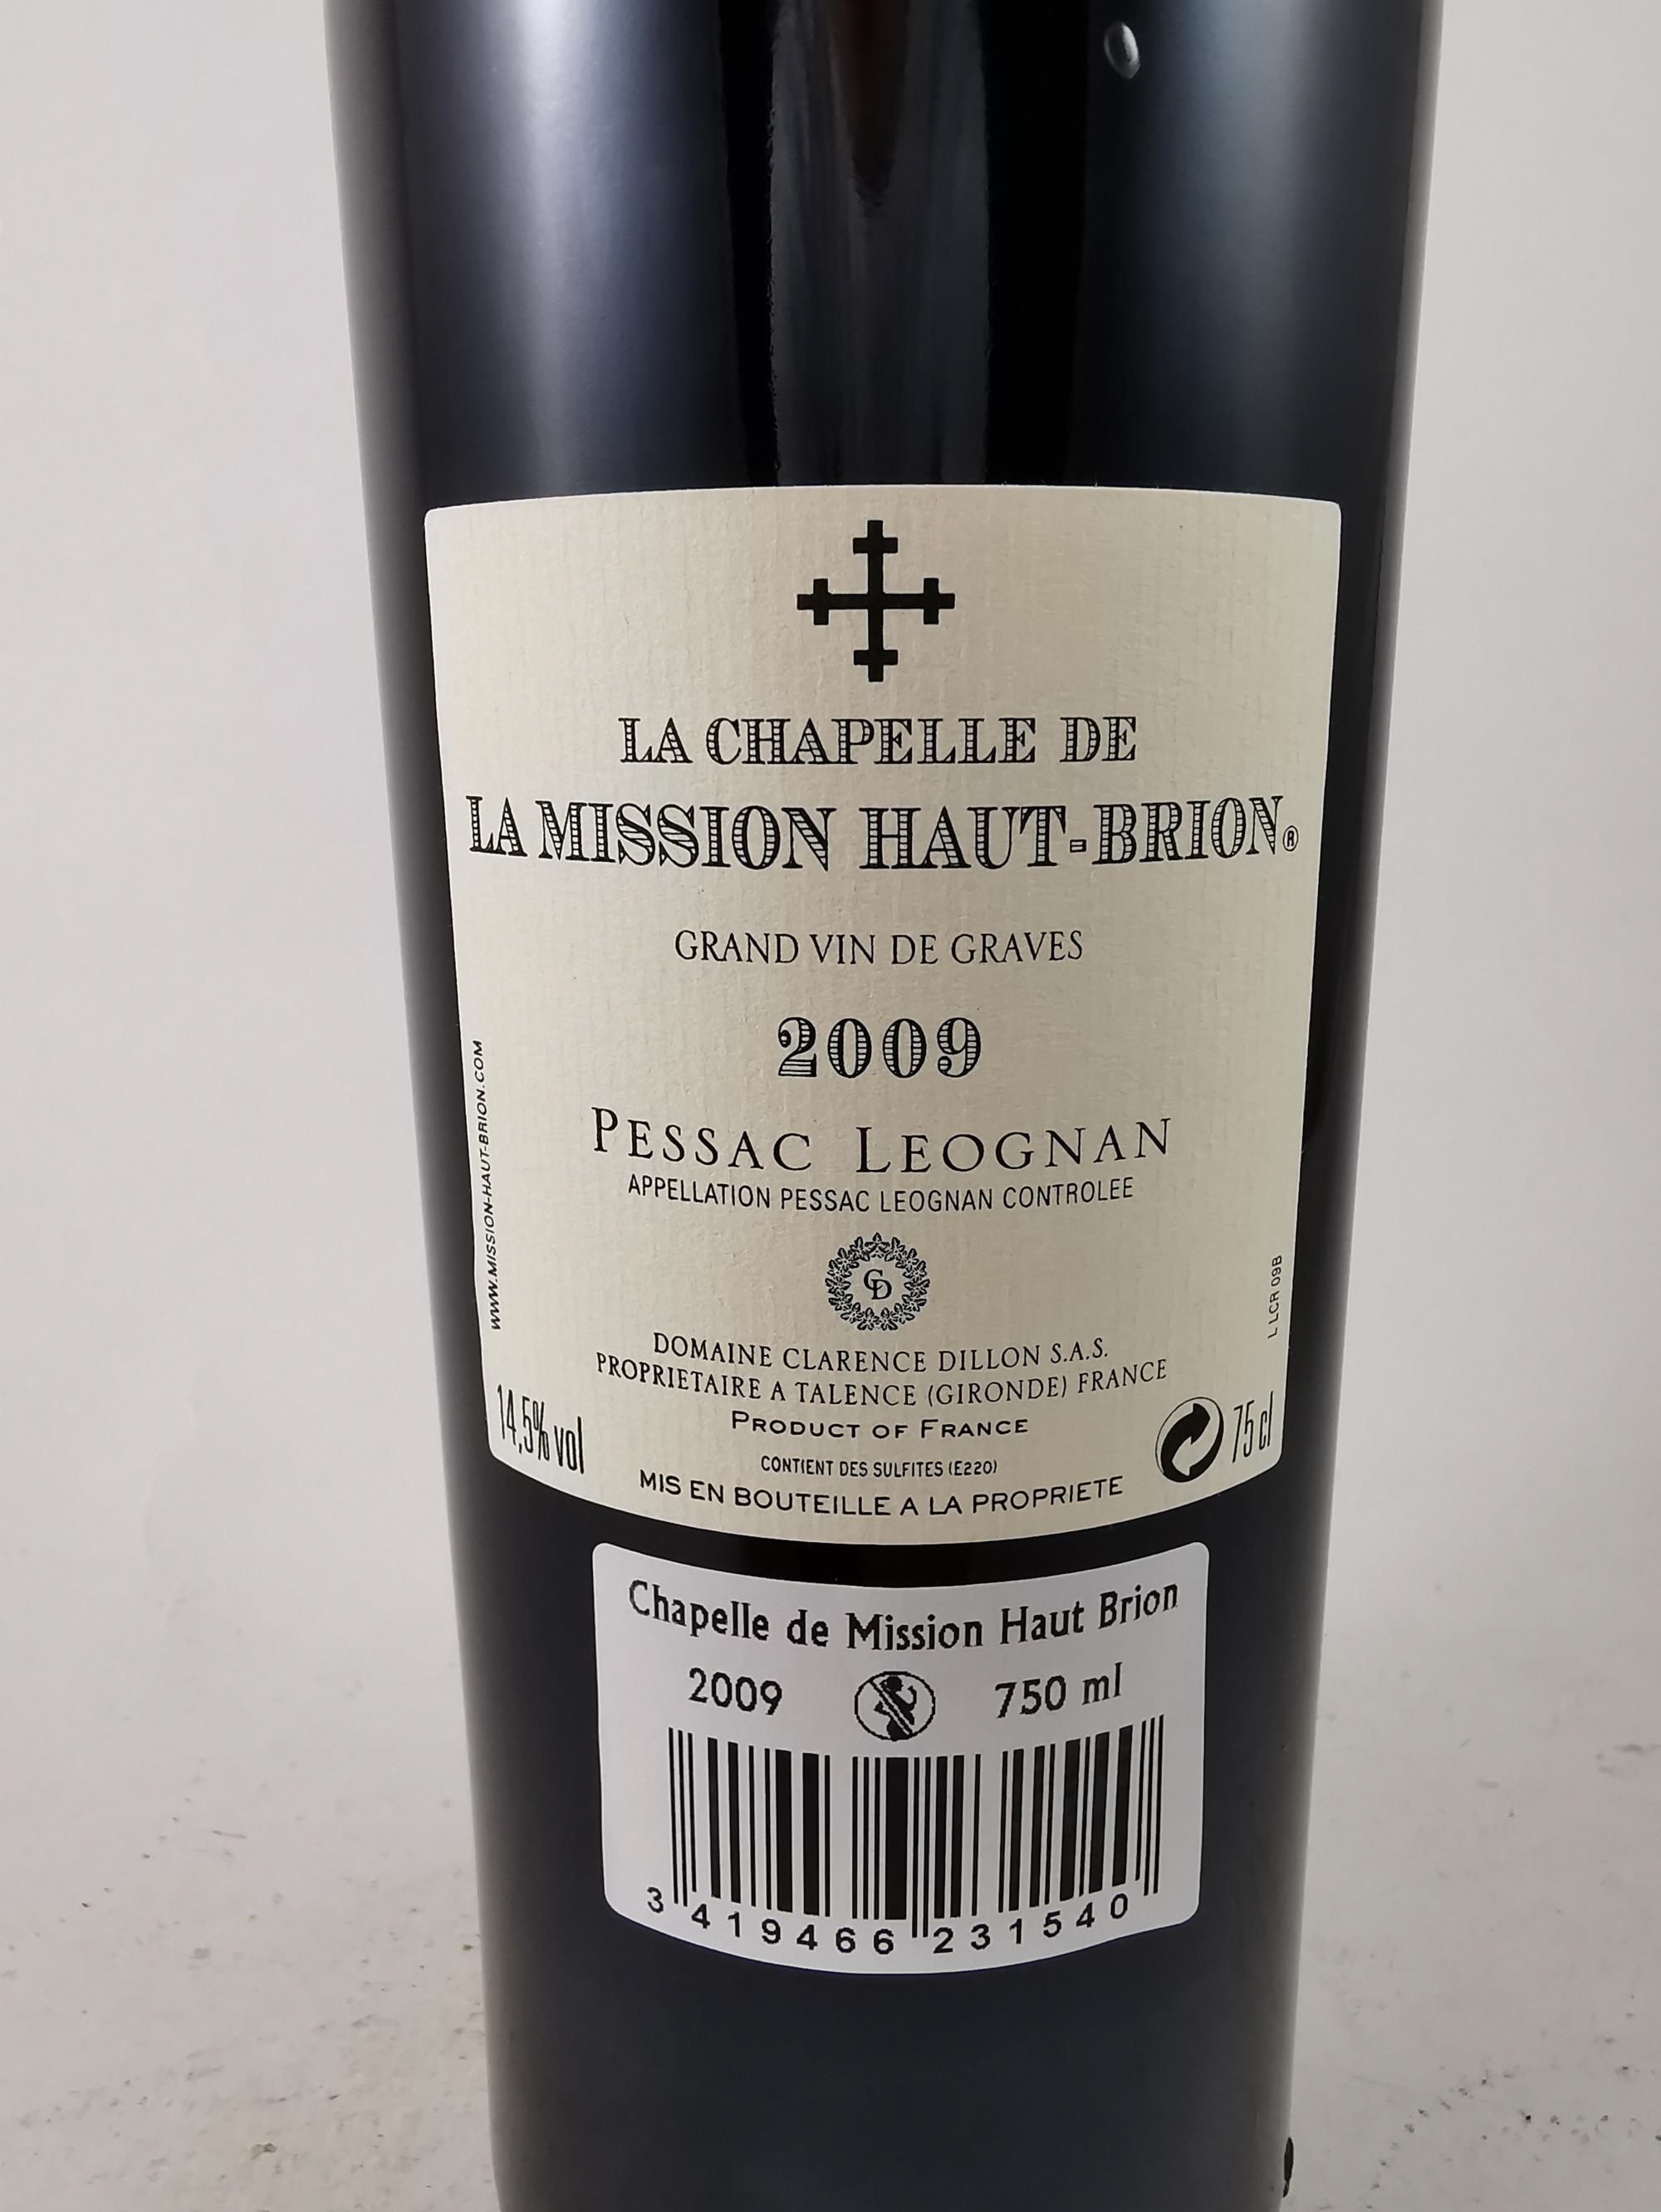 LA CHAPELLE DE
LA MISSION HAUT-BRION®
GRAND VIN DE GRAVES
2009
PESSAC LEOGNAN
APPELLATION PESSAC LEOGNAN CONTROLEE
CD
WWW.MISSION-HAUT-BRION.COM
L LCR 09B
DOMAINE CLARENCE DILLON S.A.S.
PROPRIETAIRE A TALENCE (GIRONDE) FRANCE
PRODUCT OF FRANCE
14,5% vol
75 cl
CONTIENT DES SULFITES (E220)
MIS EN BOUTEILLE A LA PROPRIETE
Chapelle de Mission Haut Brion
2009 750 ml
3 419466 231540